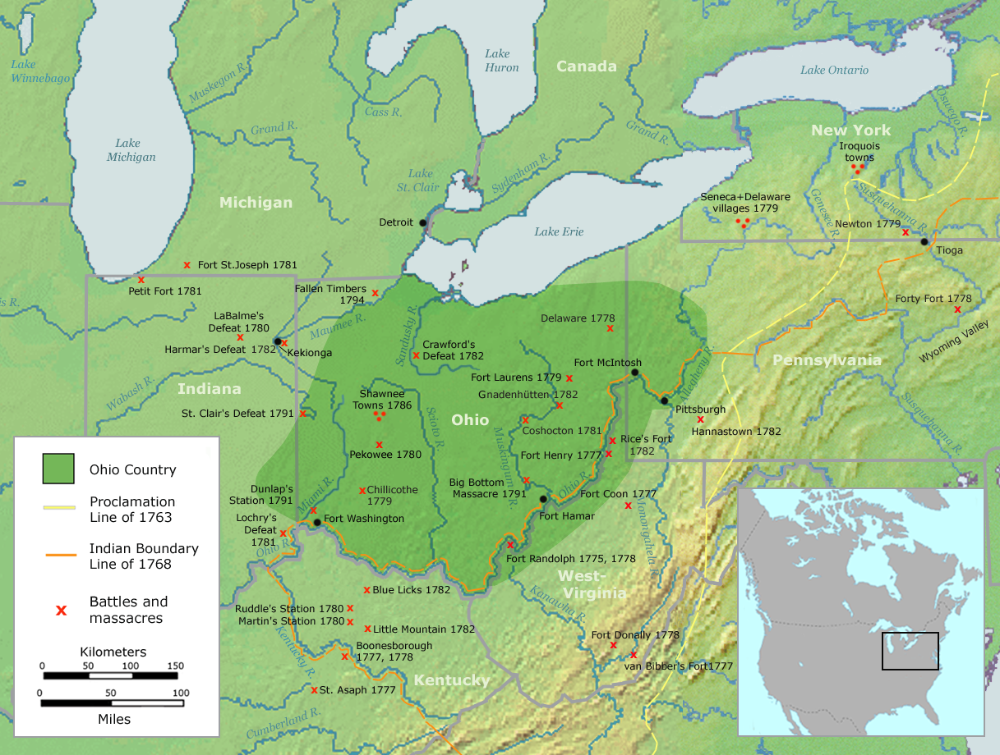 Lake
Winnebago
Lake
Michigan
Muskegon R.
Grand R.
Cass R.
Lake
Huron
Canada
Grand R.
Lake Ontario
Oswego R.
New York
Iroquois
towns
Michigan
Lake
St. Clair
Sydenham R.
Detroit
Lake Erie
Seneca+Delaware
villages 1779
Genesee R.
Susquehanna R.
Newton 1779
Tioga
Fort St.Joseph 1781
Petit Fort 1781
is R.
Fallen Timbers
1794
Maumee R.
LaBalme's
Defeat 1780
Harmar's Defeat 1782
Kekionga
Sandusky R.
Crawford's
Defeat 1782
Delaware 1778
Forty Fort 1778
Wyoming Valley
Pennsylvania
Allegheny R.
Fort McIntosh
Fort Laurens 1779
Gnadenhütten 1782
Pittsburgh
Hannastown 1782
Susquehanna R.
Indiana
Wabash R.
St. Clair's Defeat 1791
Shawnee
Towns 1786
Scioto R.
Ohio
Coshocton 1781
Muskingum R.
Rice's Fort
1782
Fort Henry 1777
Pekowee 1780
Big Bottom
Massacre 1791
Ohio R.
Fort Coon 1777
Monongahela R.
Fort Hamar
Chillicothe
1779
Dunlap's
Station 1791
Miami R.
Fort Washington
Lochry's
Defeat
1781
Ohio R.
Fort Randolph 1775, 1778
West-
Virginia
Kanawha R.
Blue Licks 1782
Ruddle's Station 1780
Martin's Station 1780
Little Mountain 1782
Boonesborough
1777, 1778
Kentucky R.
Kentucky
St. Asaph 1777
Cumberland R.
Fort Donally 1778
van Bibber's Fort1777
Ohio Country
Proclamation
Line of 1763
Indian Boundary
Line of 1768
x Battles and
massacres
Kilometers
0 50 100 150
0 50 100
Miles